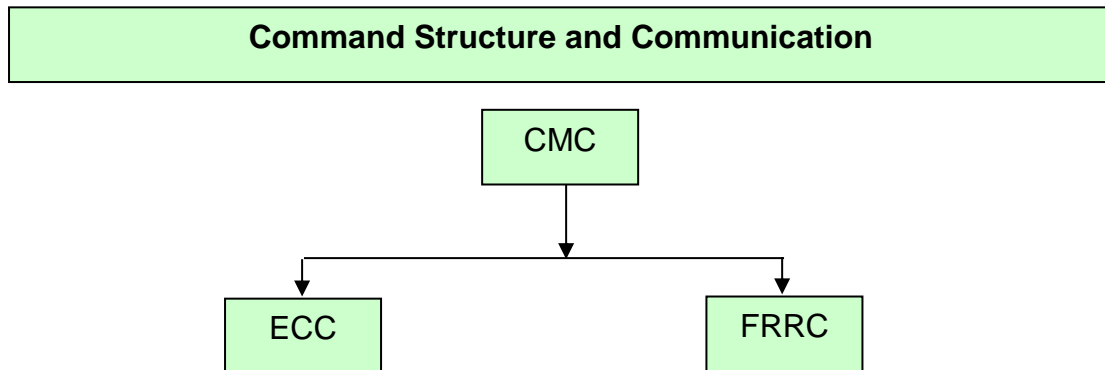 Command Structure and Communication
CMC
ECC
FRRC